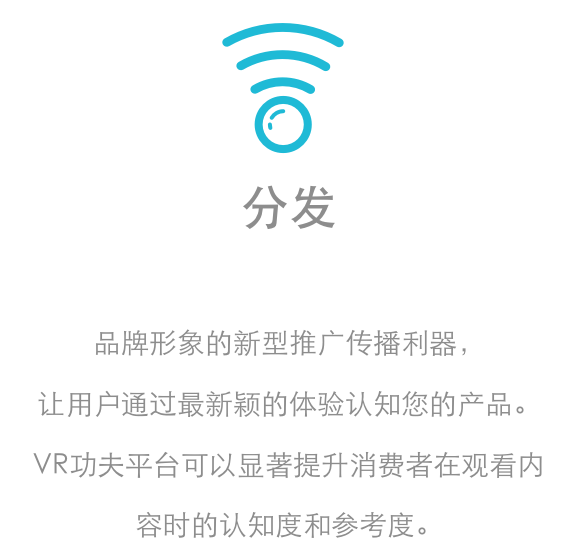 分发
品牌形象的新型推广传播利器，
让用户通过最新颖的体验认知您的产品。
VR功夫平台可以显著提升消费者在观看内
容时的认知度和参考度。